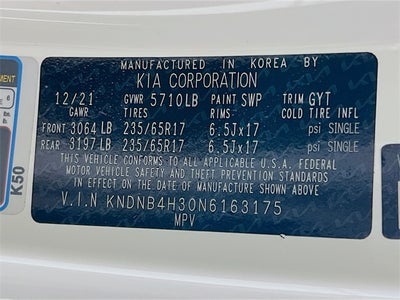 MANUFACTURED IN KOREA BY
KIA CORPORATION
12/21 GVWR 5710LB PAINT SWP TRIM GYT
GAWR TIRES RIMS: COLD TIRE INFL
FRONT 3064 LB 235/65R17 6.5Jx17 psi SINGLE
REAR 3197 LB 235/65R17 6.5Jx17 psi SINGLE
THIS VEHICLE CONFORMS TO ALL APPLICABLE U.S.A. FEDERAL
MOTOR VEHICLE SAFETY AND THEFT PREVENTION STANDARDS
IN EFFECT ON THE DATE OF MANUFACTURE SHOWN ABOVE
V.I.N KNDNB4H30N6163175
MPV
K50